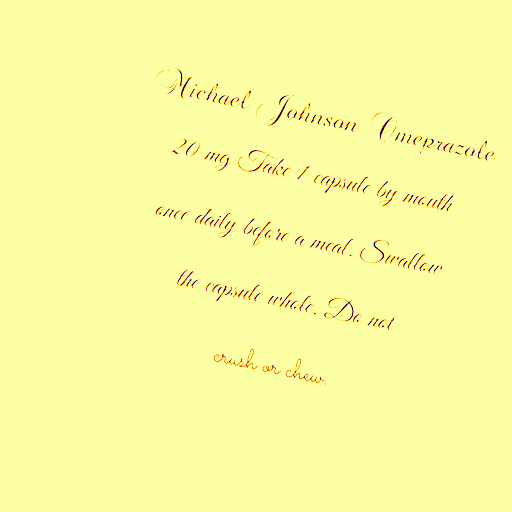 Michael Johnson Omeprazole
20 mg Take 1 capsule by mouth
once daily before a meal. Swallow
the capsule whole. Do not
crush or chew.